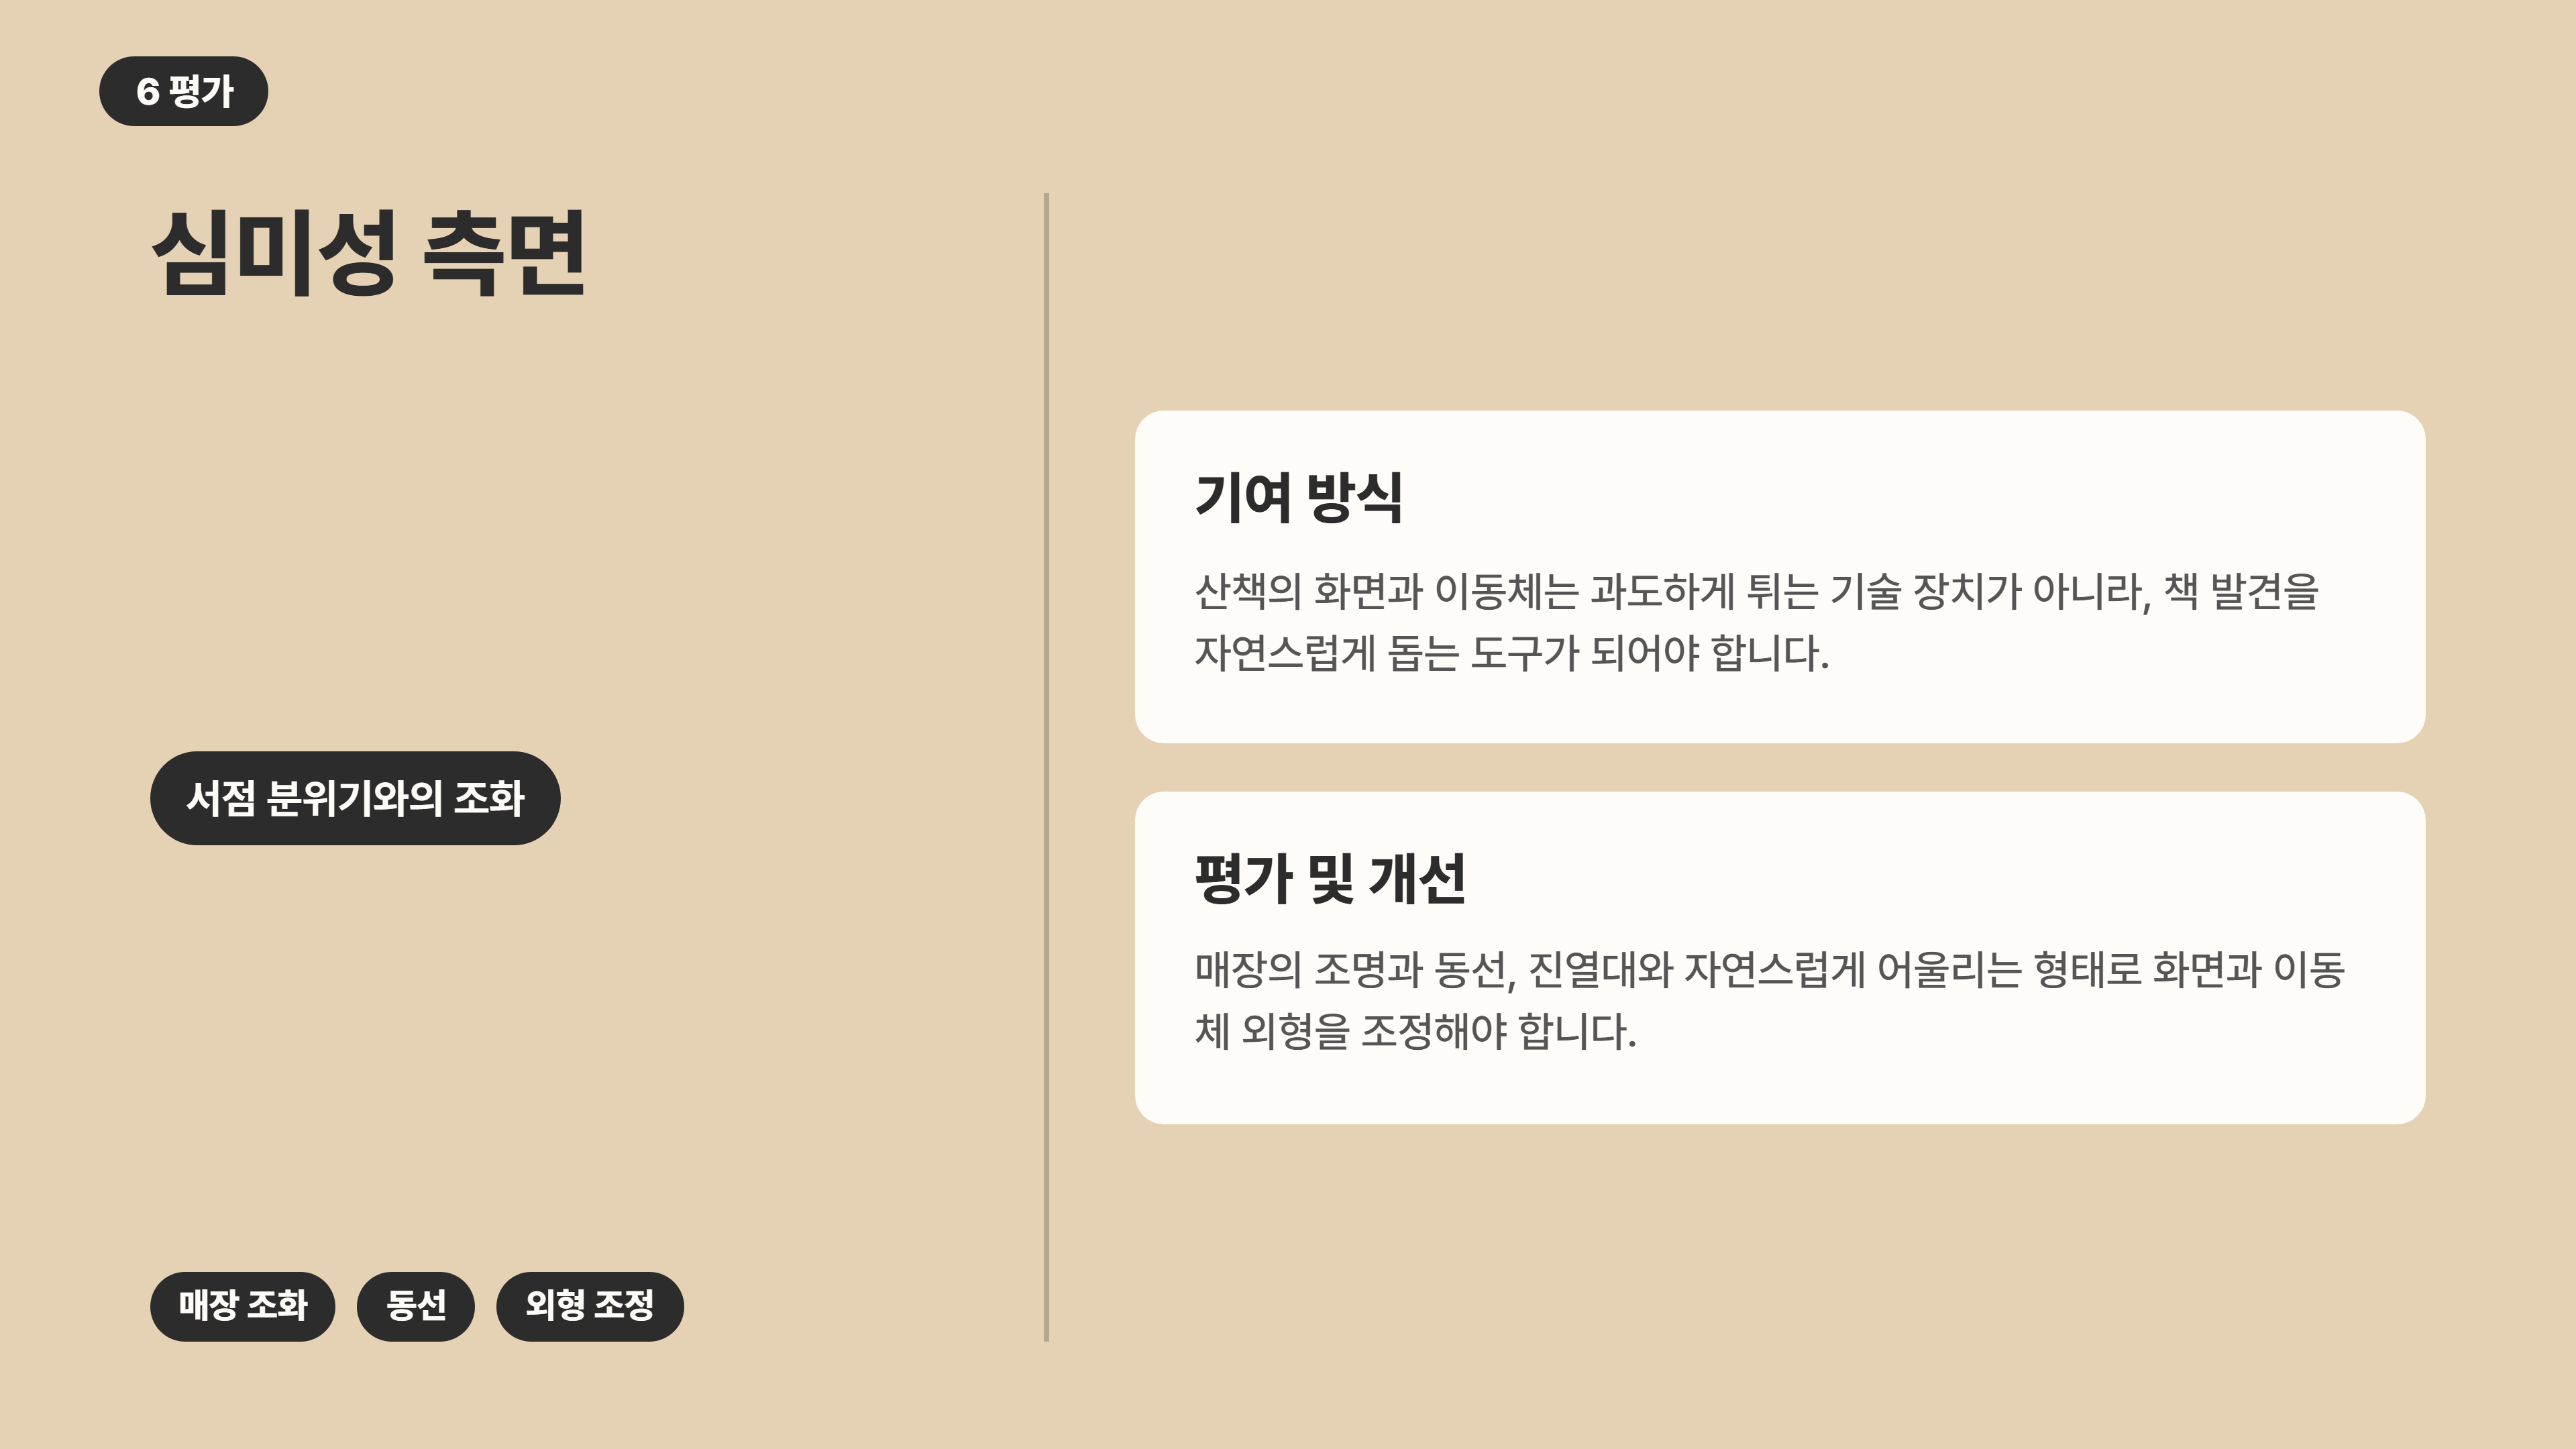 6 평가
심미성 측면
서점 분위기와의 조화
매장 조화
동선
외형 조정
기여 방식
산책의 화면과 이동체는 과도하게 튀는 기술 장치가 아니라, 책 발견을
자연스럽게 돕는 도구가 되어야 합니다.
평가 및 개선
매장의 조명과 동선, 진열대와 자연스럽게 어울리는 형태로 화면과 이동
체 외형을 조정해야 합니다.